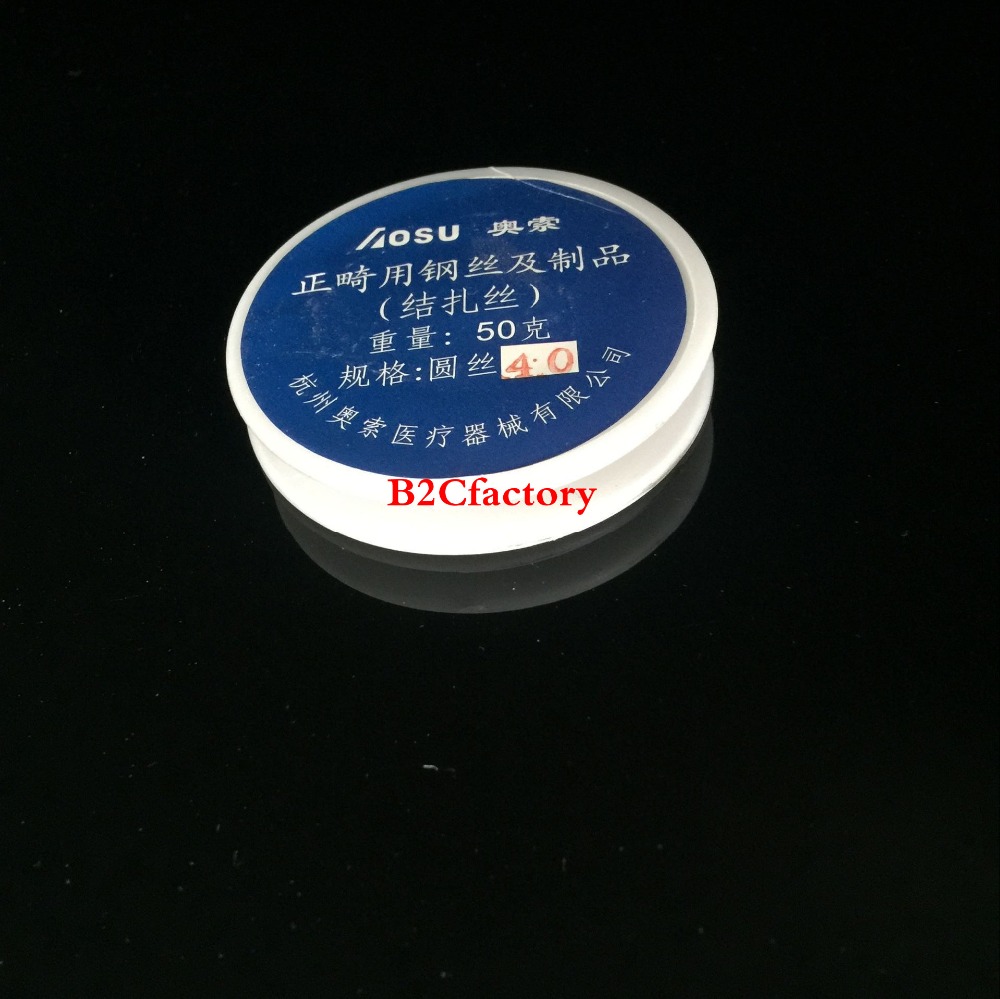 AOSU 奥索
正畸用钢丝及制品
（结扎丝）
重量：50克
规格:圆丝 4.0
杭州奥索医疗器械有限公司
B2Cfactory